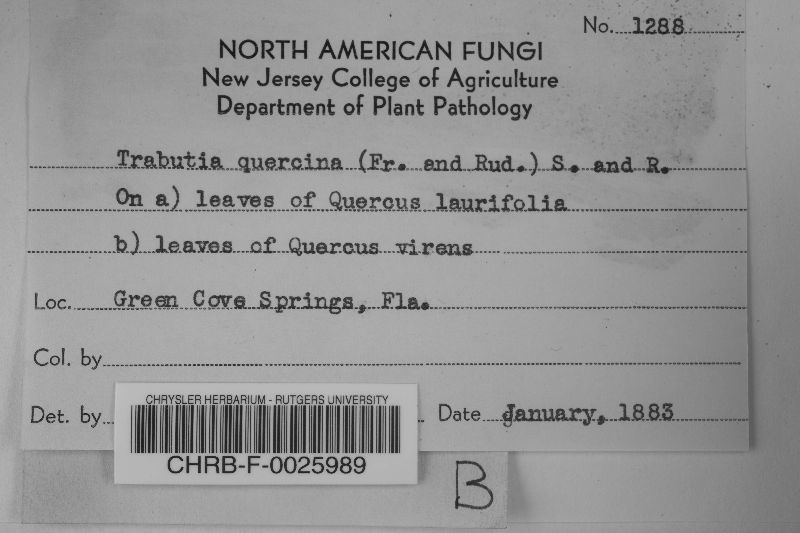 No. 1288
NORTH AMERICAN FUNGI
New Jersey College of Agriculture
Department of Plant Pathology
Trabutia quercina (Fr. and Rud.) S. and R.
On a) leaves of Quercus laurifolia
b) leaves of Quercus virens
Loc. Green Cove Springs, Fla.
Col. by
Det. by
Date January, 1883
CHRYSLER HERBARIUM - RUTGERS UNIVERSITY
CHRB-F-0025989
B